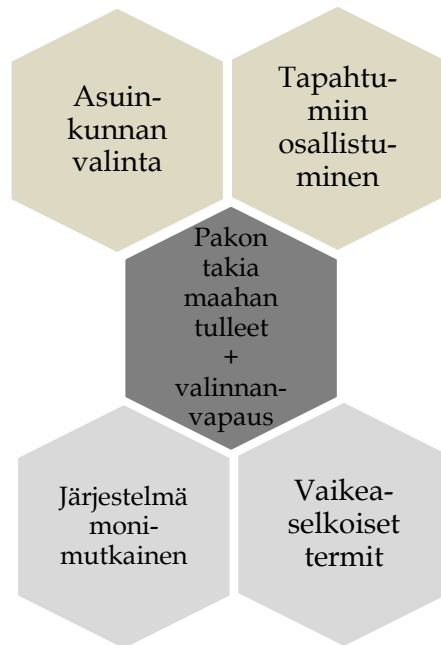 Asuin-
kunnan
valinta
Tapahtu-
miin
osallistu-
minen
Pakon
takia
maahan
tulleet
+
valinnan-
vapaus
Järjestelmä
moni-
mutkainen
Vaikea-
selkoiset
termit